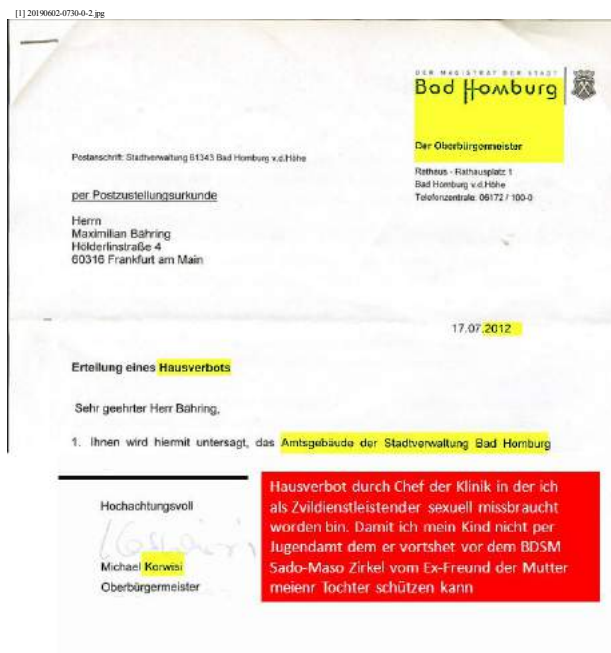 [1] 20190602-0730-0-2.jpg
DER MAGISTRAT DER STADT
Bad Homburg
Der Oberbürgermeister
Postanschrift: Stadtverwaltung 61343 Bad Homburg v.d.Höhe
Rathaus - Rathausplatz 1
Bad Homburg v.d.Höhe
Telefonzentrale: 06172 / 100-0
per Postzustellungsurkunde
Herrn
Maximilian Bähring
Hölderlinstraße 4
60316 Frankfurt am Main
17.07.2012
Erteilung eines Hausverbots
Sehr geehrter Herr Bähring,
1. Ihnen wird hiermit untersagt, das Amtsgebäude der Stadtverwaltung Bad Homburg
Hochachtungsvoll
Michael Korwisi
Oberbürgermeister
Hausverbot durch Chef der Klinik in der ich
als Zvildienstleistender sexuell missbraucht
worden bin. Damit ich mein Kind nicht per
Jugendamt dem er vortshet vor dem BDSM
Sado-Maso Zirkel vom Ex-Freund der Mutter
meienr Tochter schützen kann